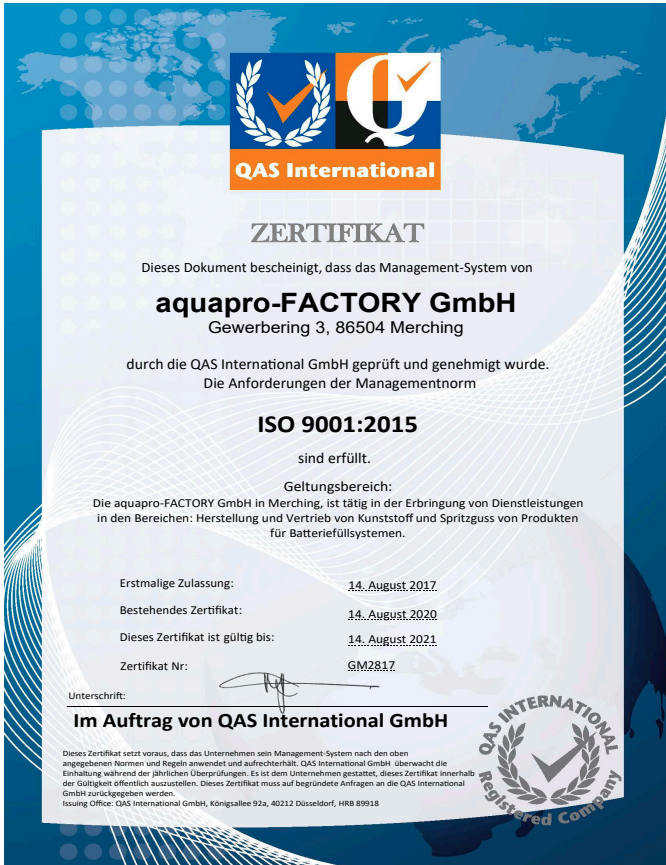 QAS International
ZERTIFIKAT
Dieses Dokument bescheinigt, dass das Management-System von
aquapro-FACTORY GmbH
Gewerbering 3, 86504 Merching
durch die QAS International GmbH geprüft und genehmigt wurde.
Die Anforderungen der Managementnorm
ISO 9001:2015
sind erfüllt.
Geltungsbereich:
Die aquapro-FACTORY GmbH in Merching, ist tätig in der Erbringung von Dienstleistungen
in den Bereichen: Herstellung und Vertrieb von Kunststoff und Spritzguss von Produkten
für Batteriefüllsystemen.
Erstmalige Zulassung: 14. August 2017
Bestehendes Zertifikat: 14. August 2020
Dieses Zertifikat ist gültig bis: 14. August 2021
Zertifikat Nr: GM2817
Unterschrift:
Im Auftrag von QAS International GmbH
Dieses Zertifikat setzt voraus, dass das Unternehmen sein Management-System nach den oben
angegebenen Normen und Regeln anwendet und aufrechterhält. QAS International GmbH überwacht die
Einhaltung während der jährlichen Überprüfungen. Es ist dem Unternehmen gestattet, dieses Zertifikat innerhalb
der Gültigkeit öffentlich auszustellen. Dieses Zertifikat muss auf begründete Anfragen an die QAS International
GmbH zurückgegeben werden.
Issuing Office: QAS International GmbH, Königsallee 92a, 40212 Düsseldorf, HRB 89918
QAS INTERNATIONAL
Registered Company